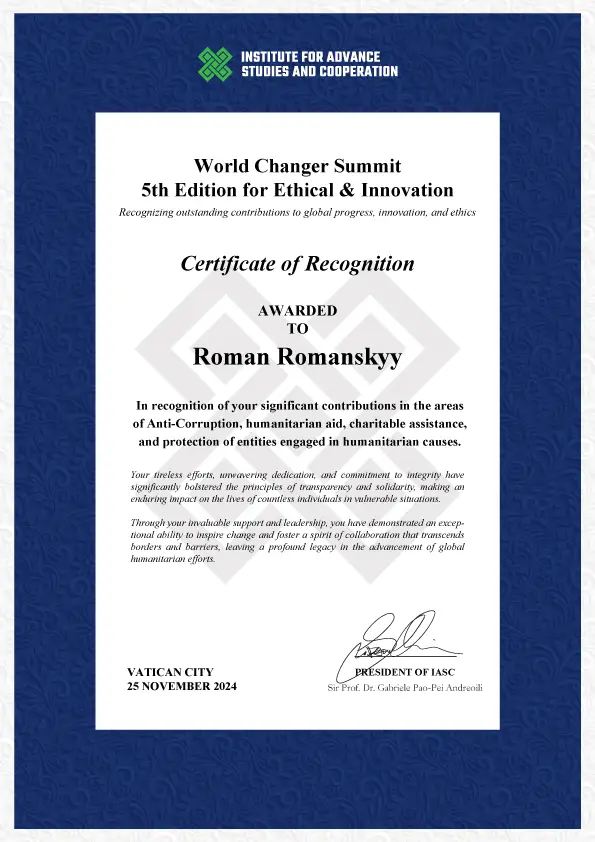 INSTITUTE FOR ADVANCE
STUDIES AND COOPERATION
World Changer Summit
5th Edition for Ethical & Innovation
Recognizing outstanding contributions to global progress, innovation, and ethics
Certificate of Recognition
AWARDED
TO
Roman Romanskyy
In recognition of your significant contributions in the areas
of Anti-Corruption, humanitarian aid, charitable assistance,
and protection of entities engaged in humanitarian causes.
Your tireless efforts, unwavering dedication, and commitment to integrity have
significantly bolstered the principles of transparency and solidarity, making an
enduring impact on the lives of countless individuals in vulnerable situations.
Through your invaluable support and leadership, you have demonstrated an excep-
tional ability to inspire change and foster a spirit of collaboration that transcends
borders and barriers, leaving a profound legacy in the advancement of global
humanitarian efforts.
VATICAN CITY
25 NOVEMBER 2024
PRESIDENT OF IASC
Sir Prof. Dr. Gabriele Pao-Pei Andreoili